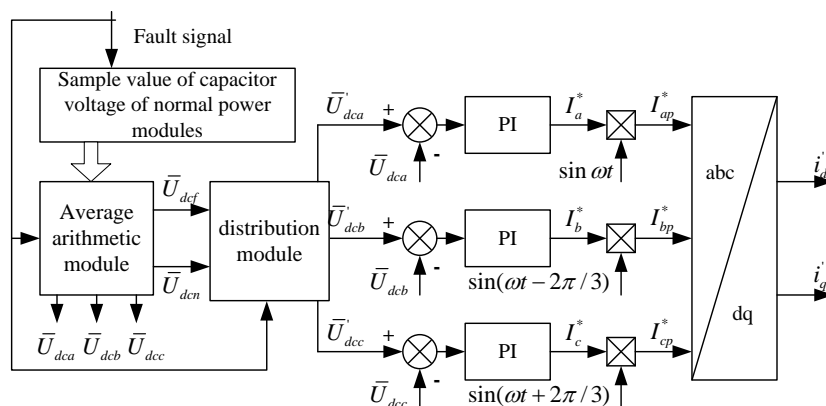 Fault signal
Sample value of capacitor
voltage of normal power
modules
Average
arithmetic
module
Ū_dcf
Ū_dcn
Ū_dca Ū_dcb Ū_dcc
distribution
module
Ū'_dca
+
-
Ū_dca
PI
I*_a
sin ωt
I*_ap
Ū'_dcb
+
-
Ū_dcb
PI
I*_b
sin(ωt − 2π/3)
I*_bp
Ū'_dcc
+
-
Ū_dcc
PI
I*_c
sin(ωt + 2π/3)
I*_cp
abc
dq
i'_d
i'_q